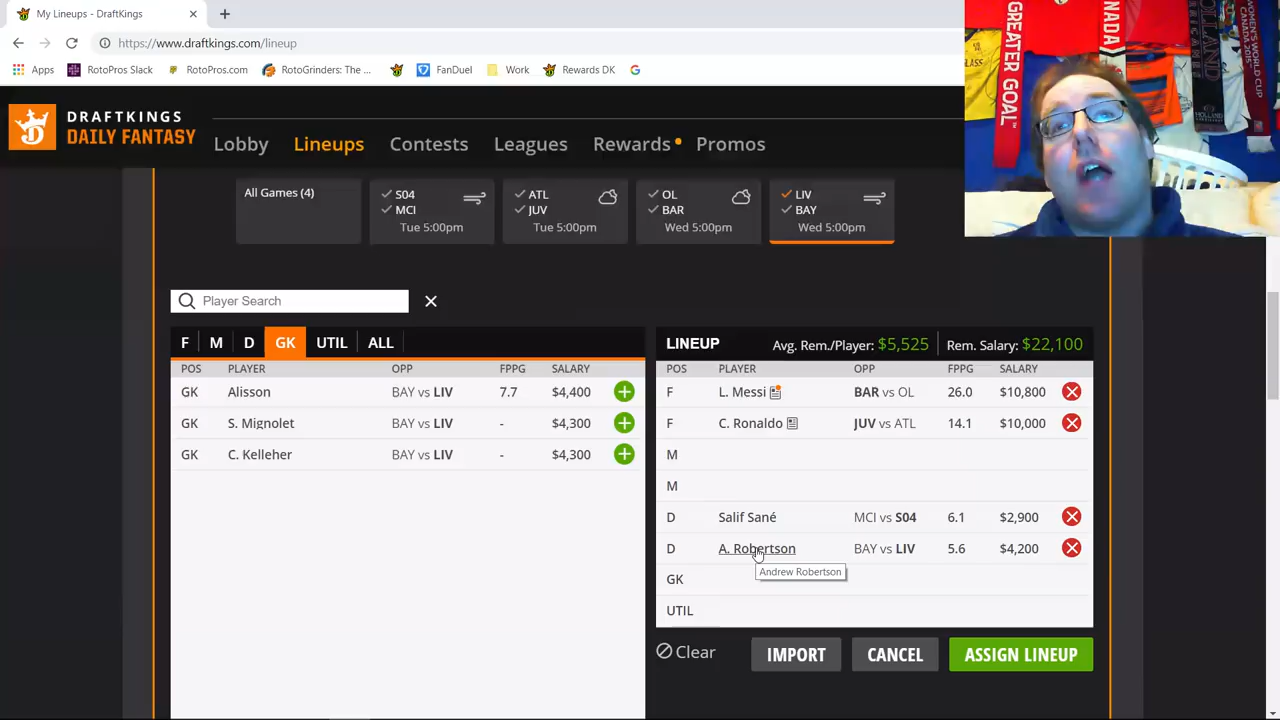 My Lineups - DraftKings
https://www.draftkings.com/lineup
Apps RotoPros Slack RotoPros.com RotoGrinders: The ... FanDuel Work Rewards DK
DRAFTKINGS
DAILY FANTASY
Lobby Lineups Contests Leagues Rewards Promos
All Games (4)
S04
MCI
Tue 5:00pm
ATL
JUV
Tue 5:00pm
OL
BAR
Wed 5:00pm
LIV
BAY
Wed 5:00pm
Player Search
F M D GK UTIL ALL
POS PLAYER OPP FPPG SALARY
GK Alisson BAY vs LIV 7.7 $4,400
GK S. Mignolet BAY vs LIV - $4,300
GK C. Kelleher BAY vs LIV - $4,300
LINEUP Avg. Rem./Player: $5,525 Rem. Salary: $22,100
POS PLAYER OPP FPPG SALARY
F L. Messi BAR vs OL 26.0 $10,800
F C. Ronaldo JUV vs ATL 14.1 $10,000
M
M
D Salif Sané MCI vs S04 6.1 $2,900
D A. Robertson BAY vs LIV 5.6 $4,200
Andrew Robertson
GK
UTIL
Clear IMPORT CANCEL ASSIGN LINEUP
GREATER GOAL
CANADA
HOLLAND
WOMEN'S WORLD CUP
CANADA 2015